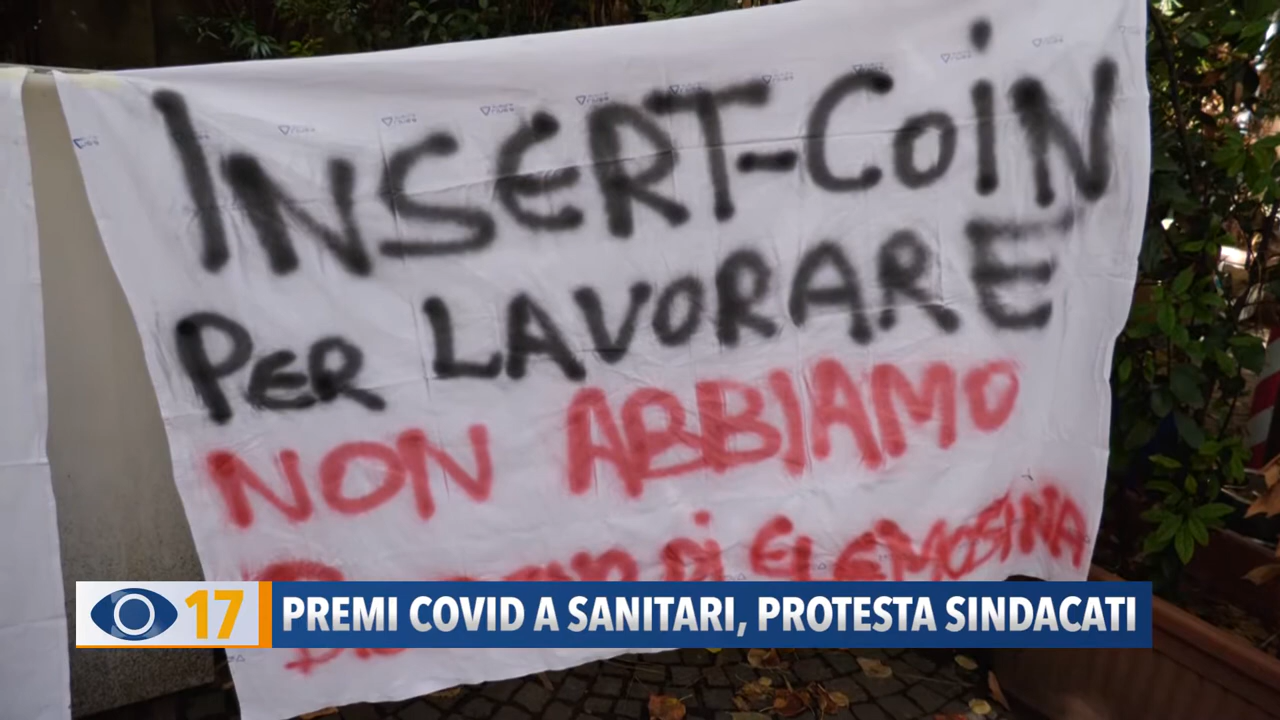 INSERT-COIN
PER LAVORARE
NON ABBIAMO
DI ELEMOSINA
17 PREMI COVID A SANITARI, PROTESTA SINDACATI